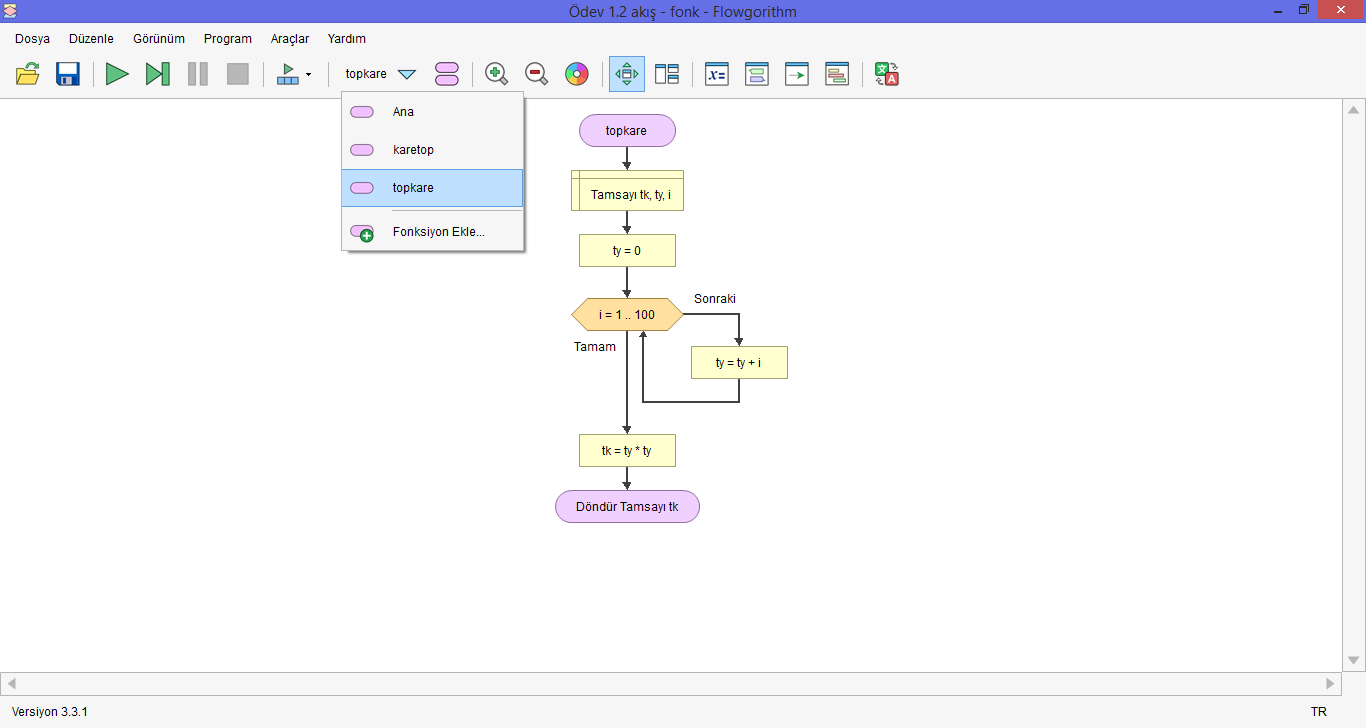 Ödev 1.2 akış - fonk - Flowgorithm
Dosya Düzenle Görünüm Program Araçlar Yardım
topkare
Ana
karetop
topkare
Fonksiyon Ekle...
topkare
Tamsayı tk, ty, i
ty = 0
i = 1 .. 100
Sonraki
Tamam
ty = ty + i
tk = ty * ty
Döndür Tamsayı tk
Versiyon 3.3.1
TR